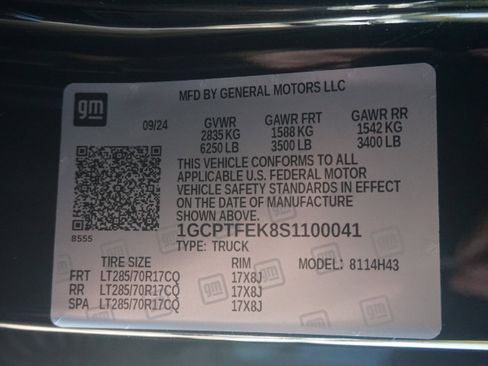 gm
MFD BY GENERAL MOTORS LLC
09/24 GVWR GAWR FRT GAWR RR
2835 KG 1588 KG 1542 KG
6250 LB 3500 LB 3400 LB
THIS VEHICLE CONFORMS TO ALL
APPLICABLE U.S. FEDERAL MOTOR
VEHICLE SAFETY STANDARDS IN EFFECT
ON THE DATE OF MANUFACTURE
SHOWN ABOVE.
8555
1GCPTFEK8S1100041
TYPE: TRUCK
TIRE SIZE RIM MODEL: 8114H43
FRT LT285/70R17CQ 17X8J
RR LT285/70R17CQ 17X8J
SPA LT285/70R17CQ 17X8J